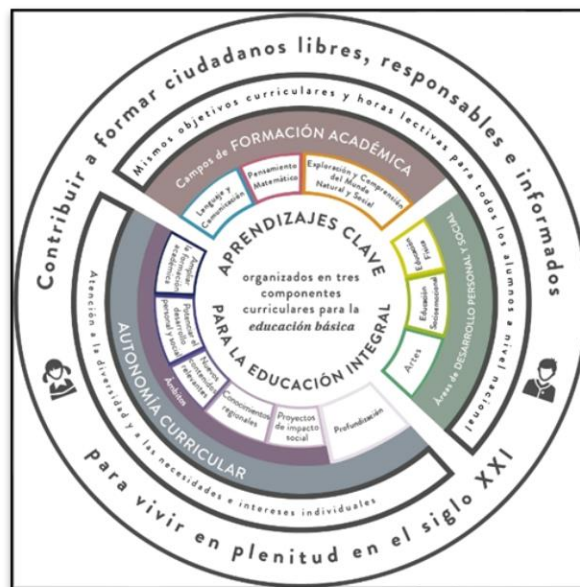 Contribuir a formar ciudadanos libres, responsables e informados
para vivir en plenitud en el siglo XXI
Mismos objetivos curriculares y horas lectivas para todos los alumnos a nivel nacional
Campos de FORMACIÓN ACADÉMICA
Lenguaje y
Comunicación
Pensamiento
Matemático
Exploración y Comprensión
del Mundo
Natural y Social
Áreas de DESARROLLO PERSONAL Y SOCIAL
Educación
Física
Educación
Socioemocional
Artes
Atención a la diversidad y a las necesidades e intereses individuales
AUTONOMÍA CURRICULAR
Ámbitos
Ampliar
la formación
académica
Potenciar el
desarrollo
personal y social
Nuevos
contenidos
relevantes
Conocimientos
regionales
Proyectos
de impacto
social
Profundización
APRENDIZAJES CLAVE
organizados en tres
componentes
curriculares para la
educación básica
PARA LA EDUCACIÓN INTEGRAL